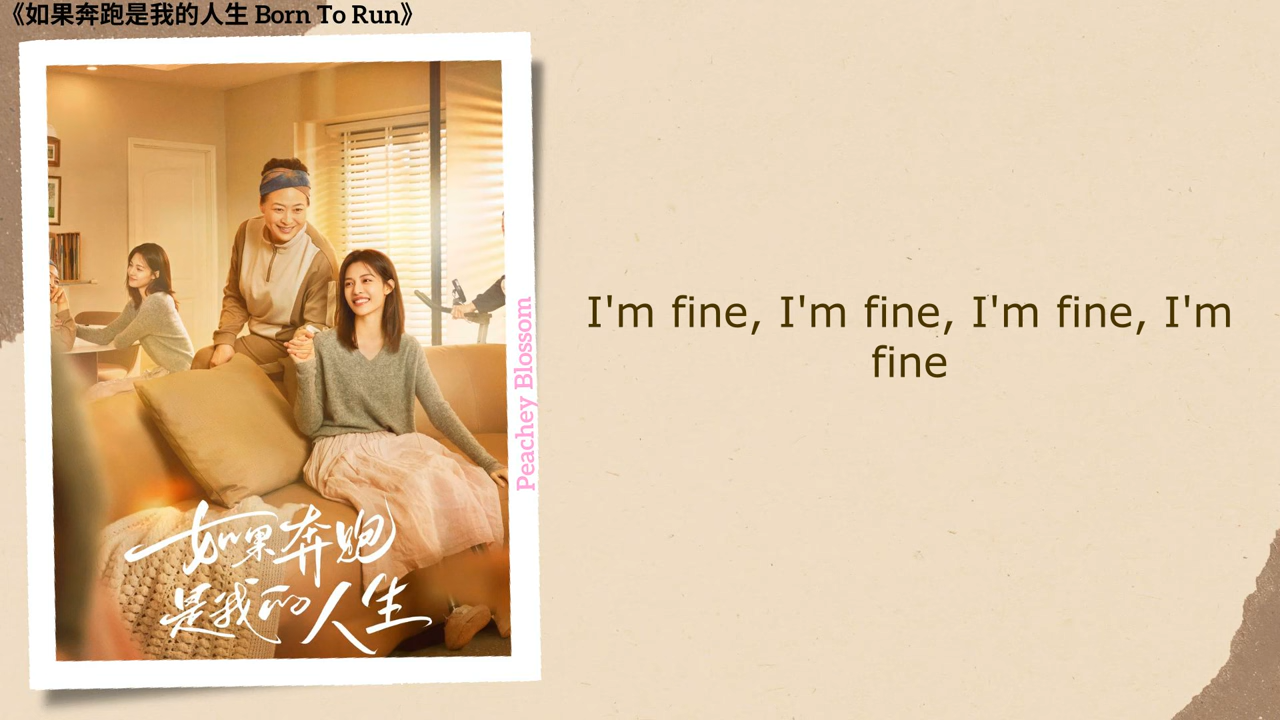 《如果奔跑是我的人生 Born To Run》
如果奔跑
是我的人生
Peachey Blossom
I'm fine, I'm fine, I'm fine, I'm
fine